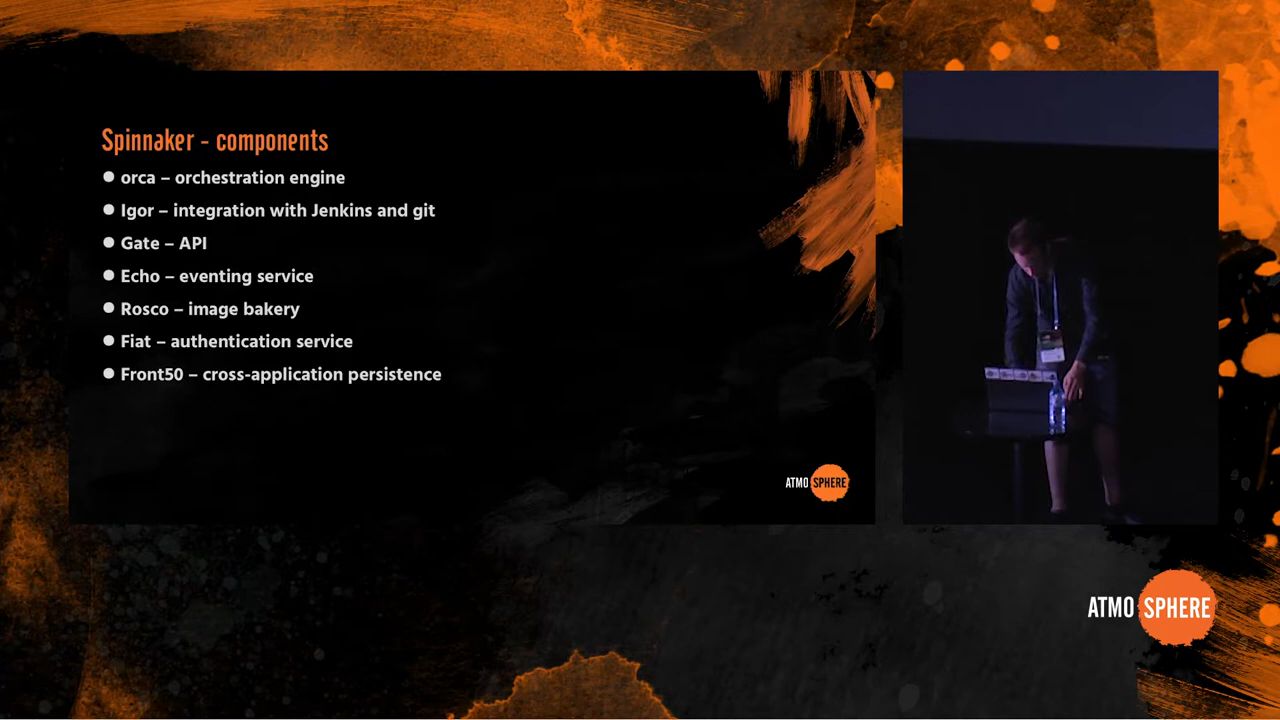 Spinnaker - components
orca – orchestration engine
Igor – integration with Jenkins and git
Gate – API
Echo – eventing service
Rosco – image bakery
Fiat – authentication service
Front50 – cross-application persistence
ATMO SPHERE
ATMO SPHERE